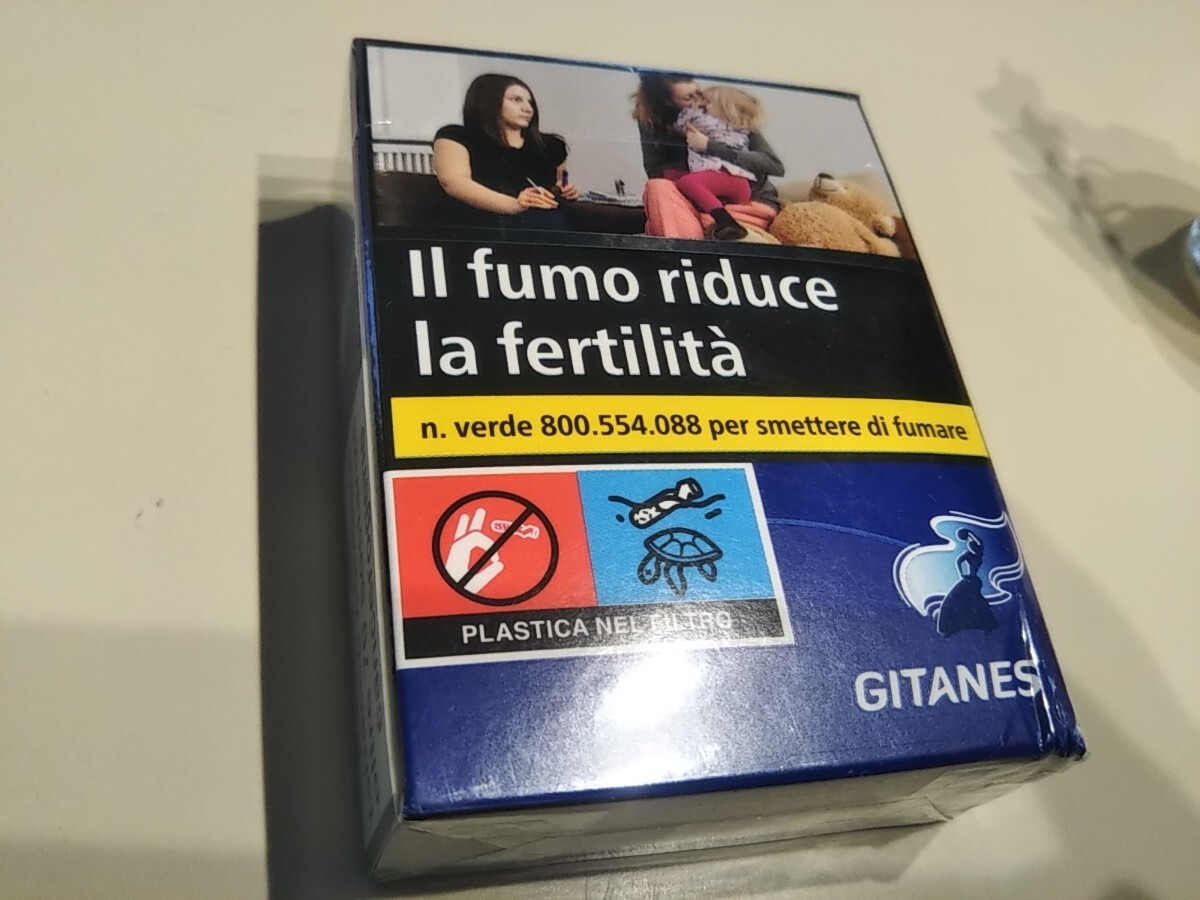 Il fumo riduce
la fertilità
n. verde 800.554.088 per smettere di fumare
PLASTICA NEL FILTRO
GITANES